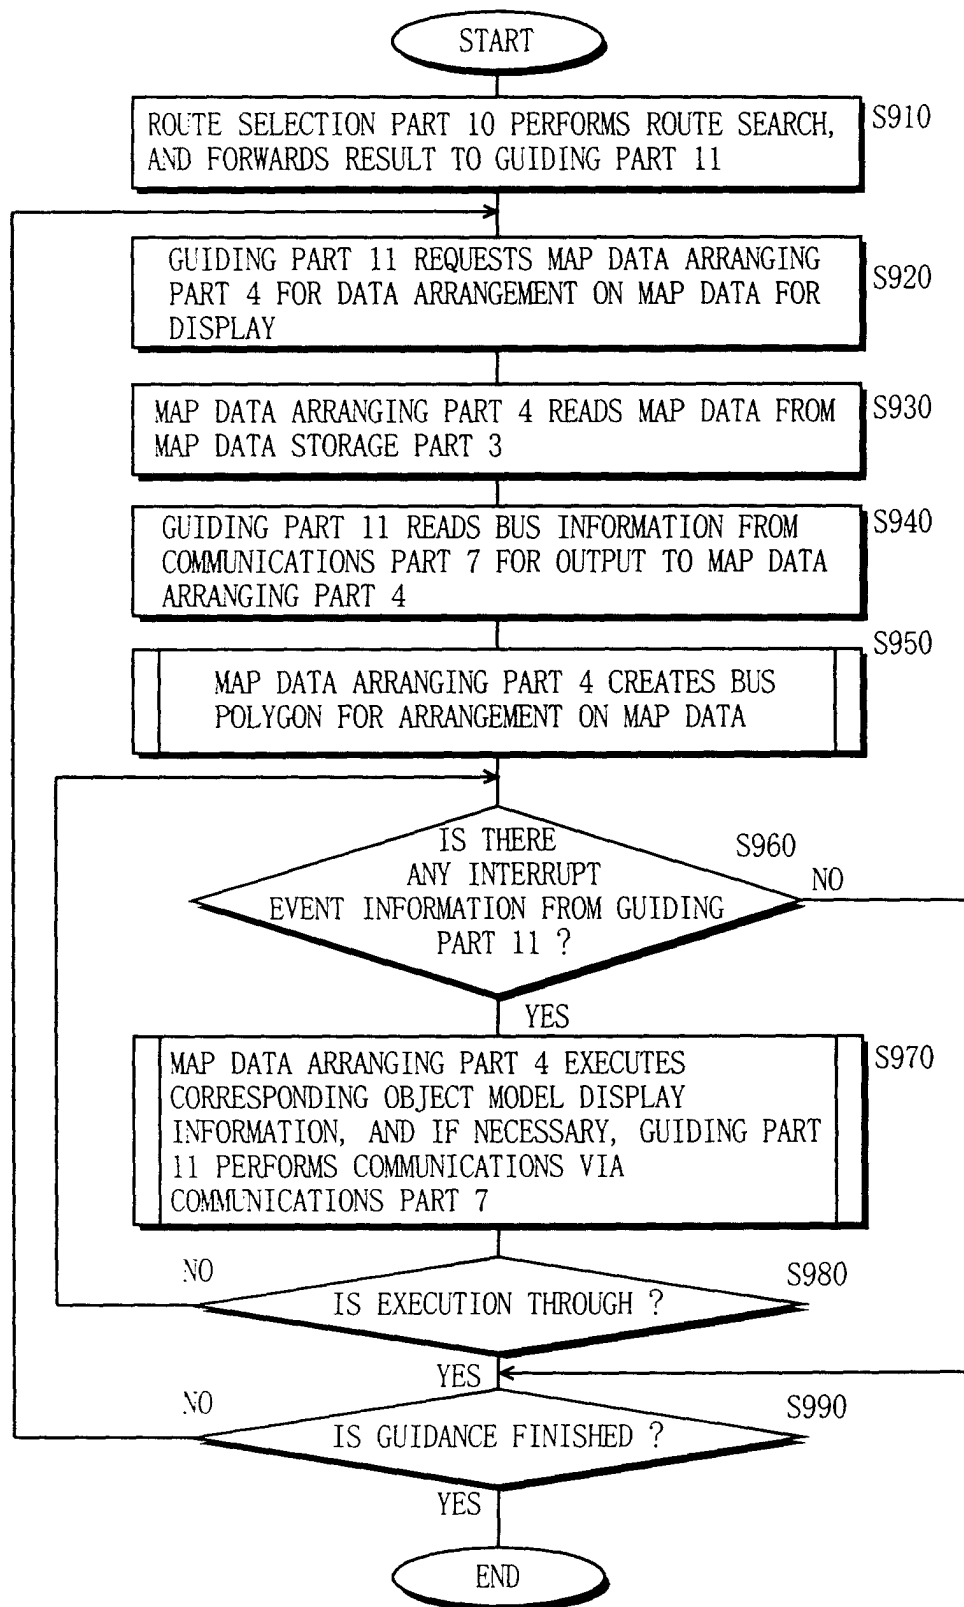 START
ROUTE SELECTION PART 10 PERFORMS ROUTE SEARCH,
AND FORWARDS RESULT TO GUIDING PART 11
S910
GUIDING PART 11 REQUESTS MAP DATA ARRANGING
PART 4 FOR DATA ARRANGEMENT ON MAP DATA FOR
DISPLAY
S920
MAP DATA ARRANGING PART 4 READS MAP DATA FROM
MAP DATA STORAGE PART 3
S930
GUIDING PART 11 READS BUS INFORMATION FROM
COMMUNICATIONS PART 7 FOR OUTPUT TO MAP DATA
ARRANGING PART 4
S940
S950
MAP DATA ARRANGING PART 4 CREATES BUS
POLYGON FOR ARRANGEMENT ON MAP DATA
IS THERE
ANY INTERRUPT
EVENT INFORMATION FROM GUIDING
PART 11 ?
S960
NO
YES
MAP DATA ARRANGING PART 4 EXECUTES
CORRESPONDING OBJECT MODEL DISPLAY
INFORMATION, AND IF NECESSARY, GUIDING PART
11 PERFORMS COMMUNICATIONS VIA
COMMUNICATIONS PART 7
S970
NO
IS EXECUTION THROUGH ?
S980
YES
NO
IS GUIDANCE FINISHED ?
S990
YES
END